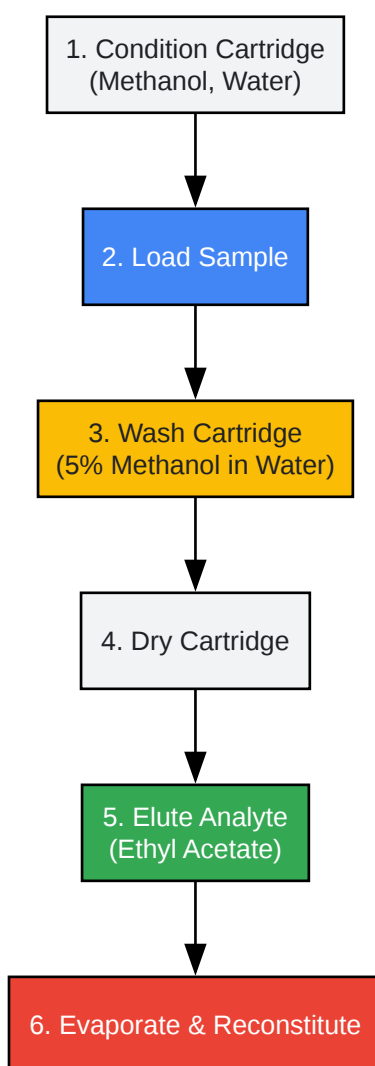 1. Condition Cartridge
(Methanol, Water)
2. Load Sample
3. Wash Cartridge
(5% Methanol in Water)
4. Dry Cartridge
5. Elute Analyte
(Ethyl Acetate)
6. Evaporate & Reconstitute